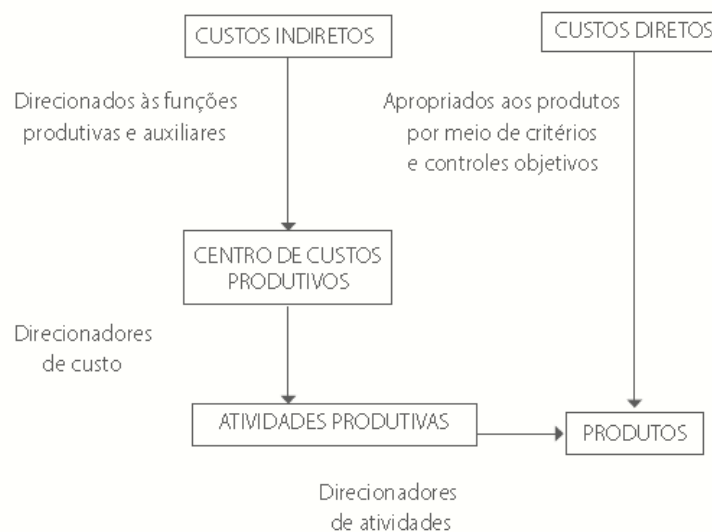 CUSTOS INDIRETOS
CUSTOS DIRETOS
Direcionados às funções
produtivas e auxiliares
Apropriados aos produtos
por meio de critérios
e controles objetivos
CENTRO DE CUSTOS
PRODUTIVOS
Direcionadores
de custo
ATIVIDADES PRODUTIVAS
PRODUTOS
Direcionadores
de atividades